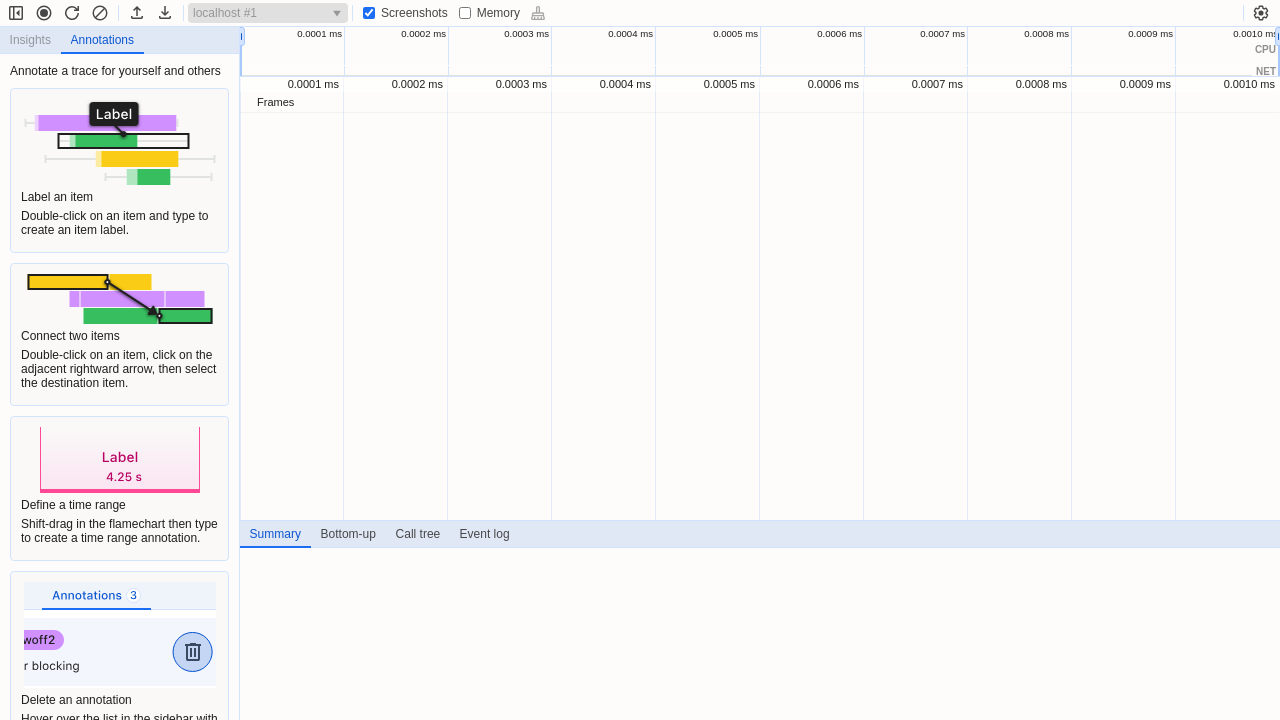 localhost #1
Screenshots
Memory
Insights
Annotations
Annotate a trace for yourself and others
Label
Label an item
Double-click on an item and type to
create an item label.
Connect two items
Double-click on an item, click on the
adjacent rightward arrow, then select
the destination item.
Label
4.25 s
Define a time range
Shift-drag in the flamechart then type
to create a time range annotation.
Annotations 3
woff2
r blocking
Delete an annotation
Hover over the list in the sidebar with
0.0001 ms 0.0002 ms 0.0003 ms 0.0004 ms 0.0005 ms 0.0006 ms 0.0007 ms 0.0008 ms 0.0009 ms 0.0010 ms
CPU
NET
0.0001 ms 0.0002 ms 0.0003 ms 0.0004 ms 0.0005 ms 0.0006 ms 0.0007 ms 0.0008 ms 0.0009 ms 0.0010 ms
Frames
Summary
Bottom-up
Call tree
Event log